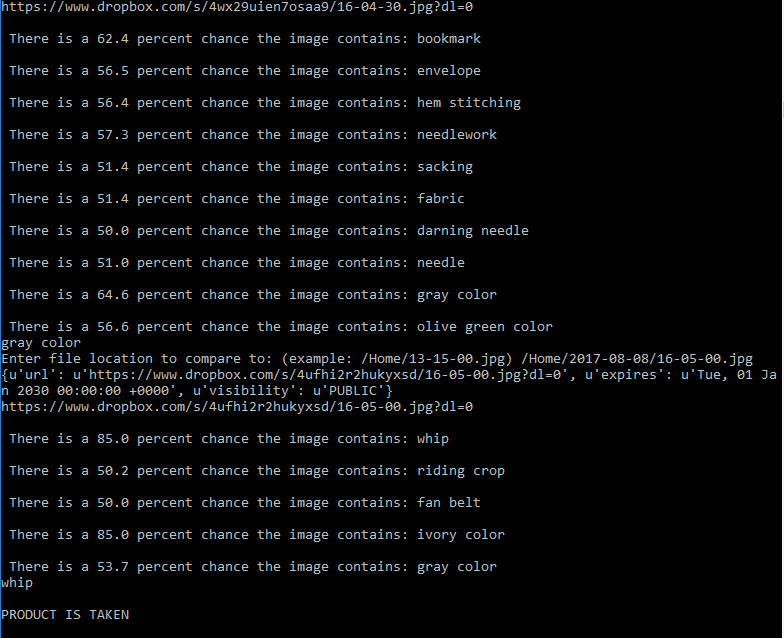 https://www.dropbox.com/s/4wx29uien7osaa9/16-04-30.jpg?dl=0
There is a 62.4 percent chance the image contains: bookmark
There is a 56.5 percent chance the image contains: envelope
There is a 56.4 percent chance the image contains: hem stitching
There is a 57.3 percent chance the image contains: needlework
There is a 51.4 percent chance the image contains: sacking
There is a 51.4 percent chance the image contains: fabric
There is a 50.0 percent chance the image contains: darning needle
There is a 51.0 percent chance the image contains: needle
There is a 64.6 percent chance the image contains: gray color
There is a 56.6 percent chance the image contains: olive green color
gray color
Enter file location to compare to: (example: /Home/13-15-00.jpg) /Home/2017-08-08/16-05-00.jpg
{u'url': u'https://www.dropbox.com/s/4ufhi2r2hukyxsd/16-05-00.jpg?dl=0', u'expires': u'Tue, 01 Ja
n 2030 00:00:00 +0000', u'visibility': u'PUBLIC'}
https://www.dropbox.com/s/4ufhi2r2hukyxsd/16-05-00.jpg?dl=0
There is a 85.0 percent chance the image contains: whip
There is a 50.2 percent chance the image contains: riding crop
There is a 50.0 percent chance the image contains: fan belt
There is a 85.0 percent chance the image contains: ivory color
There is a 53.7 percent chance the image contains: gray color
whip
PRODUCT IS TAKEN